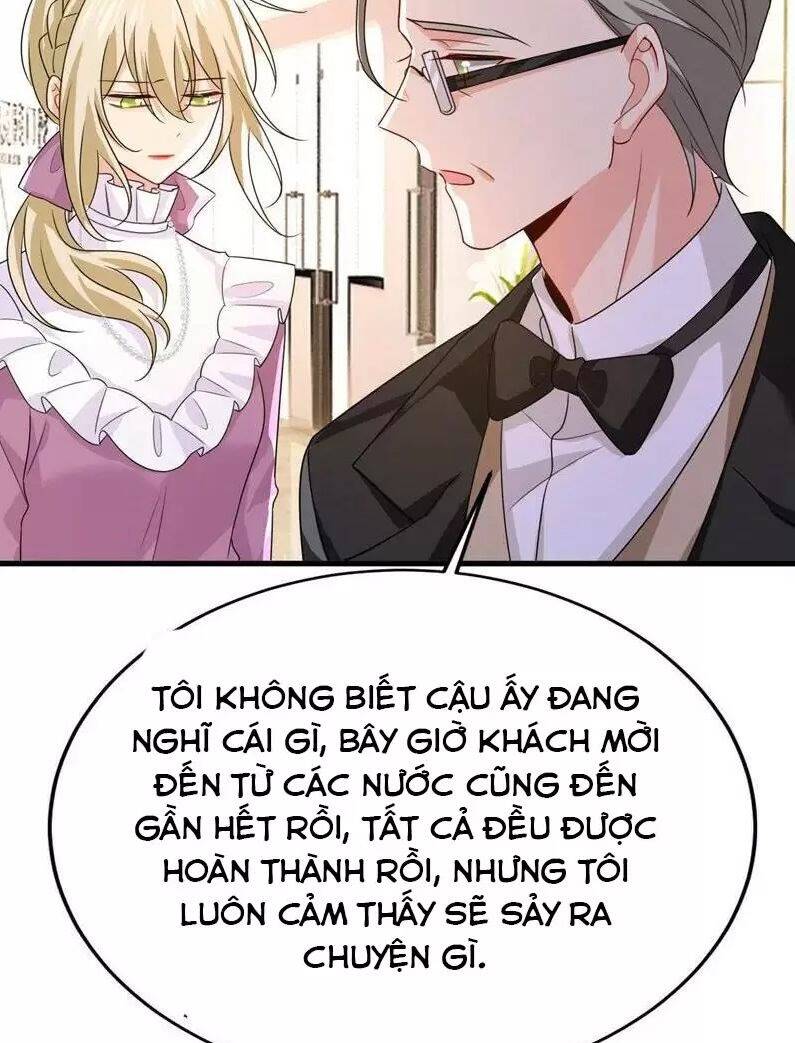 TÔI KHÔNG BIẾT CẬU ẤY ĐANG
NGHĨ CÁI GÌ, BÂY GIỜ KHÁCH MỜI
ĐẾN TỪ CÁC NƯỚC CŨNG ĐẾN
GẦN HẾT RỒI, TẤT CẢ ĐỀU ĐƯỢC
HOÀN THÀNH RỒI, NHƯNG TÔI
LUÔN CẢM THẤY SẼ SẢY RA
CHUYỆN GÌ.